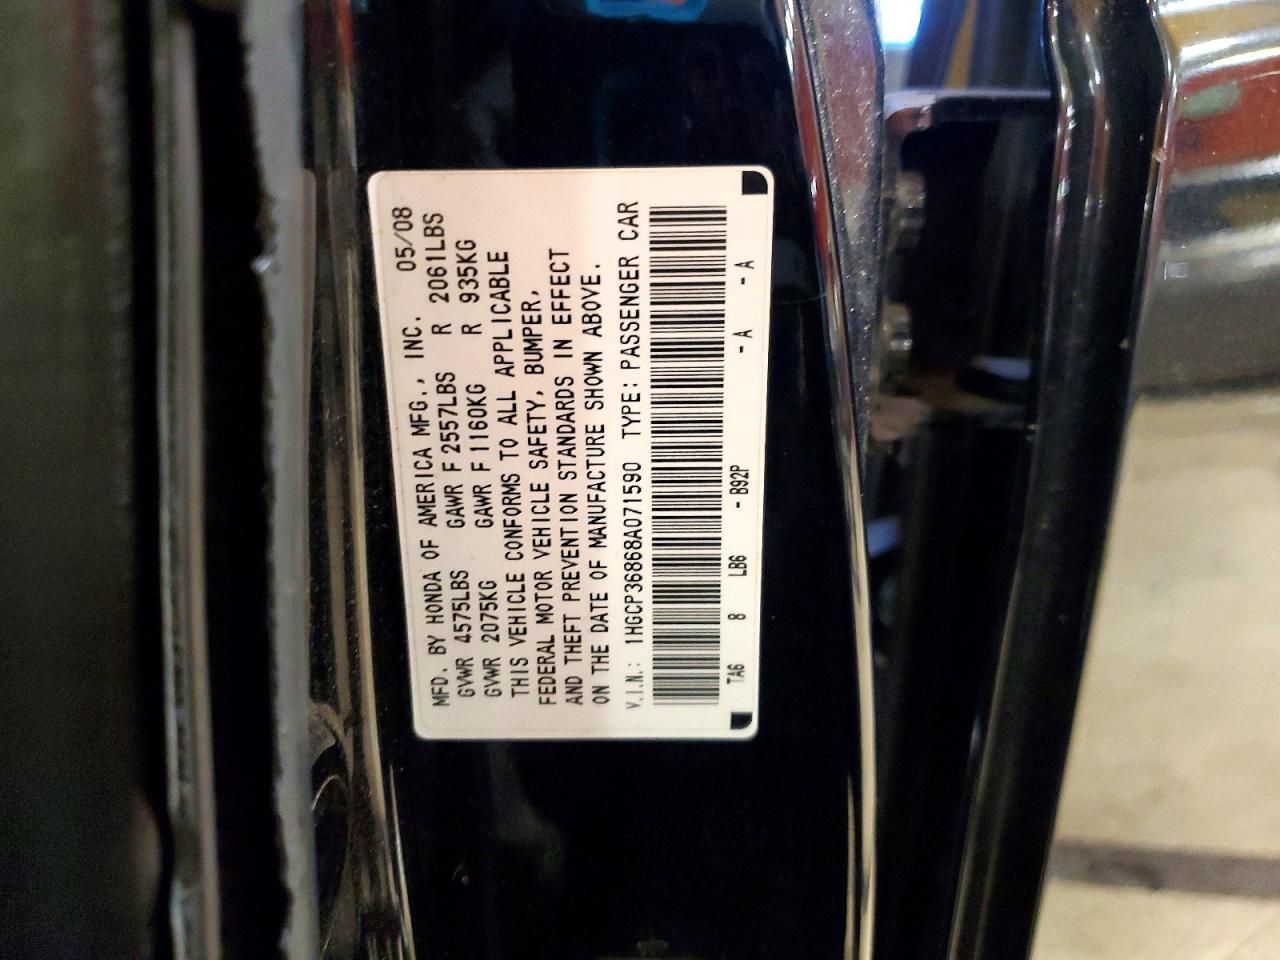 MFD. BY HONDA OF AMERICA MFG., INC. 05/08
GVWR 4575LBS GAWR F 2557LBS R 2061LBS
GVWR 2075KG GAWR F 1160KG R 935KG
THIS VEHICLE CONFORMS TO ALL APPLICABLE
FEDERAL MOTOR VEHICLE SAFETY, BUMPER,
AND THEFT PREVENTION STANDARDS IN EFFECT
ON THE DATE OF MANUFACTURE SHOWN ABOVE.
V.I.N.: 1HGCP36868A071590 TYPE: PASSENGER CAR
TA6 8 LB6 - B92P - A - A